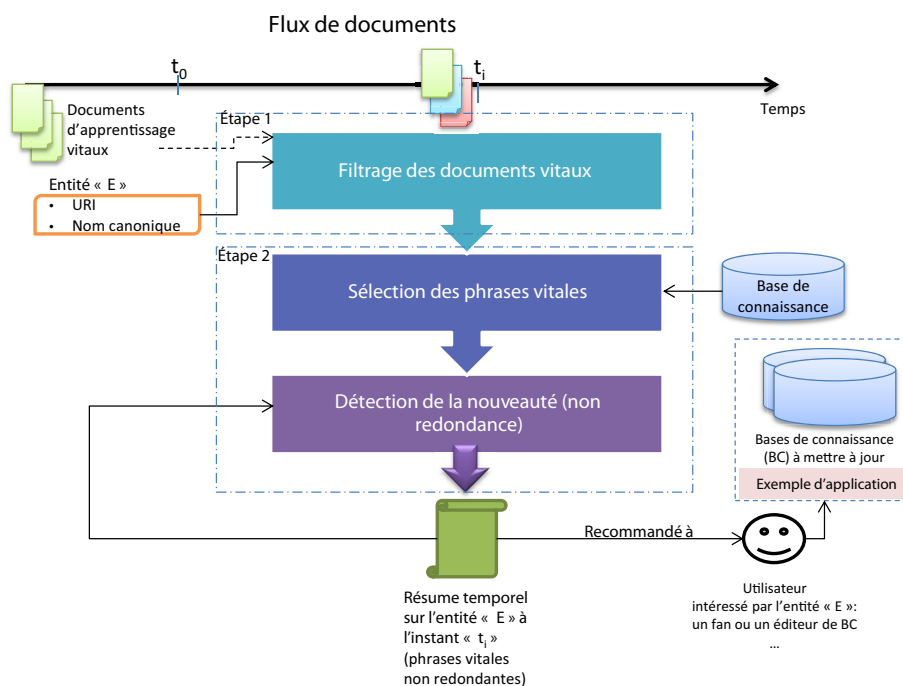 Flux de documents
t0
ti
Temps
Documents
d'apprentissage
vitaux
Étape 1
Filtrage des documents vitaux
Entité « E »
• URI
• Nom canonique
Étape 2
Sélection des phrases vitales
Base de
connaissance
Détection de la nouveauté (non
redondance)
Bases de connaissance
(BC) à mettre à jour
Exemple d'application
Recommandé à
Utilisateur
intéressé par l'entité « E »:
un fan ou un éditeur de BC
...
Résume temporel
sur l'entité « E » à
l'instant « ti »
(phrases vitales
non redondantes)